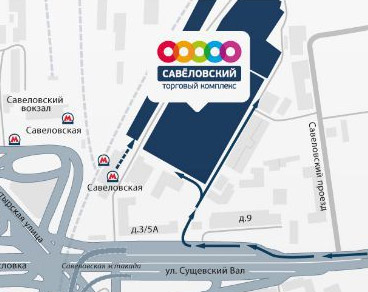 САВЁЛОВСКИЙ
ТОРГОВЫЙ КОМПЛЕКС
Савеловский
вокзал
Савеловская
Савеловская
Савеловский проезд
д.9
д.3/5А
Савеловская эстакада
ул. Сущевский Вал